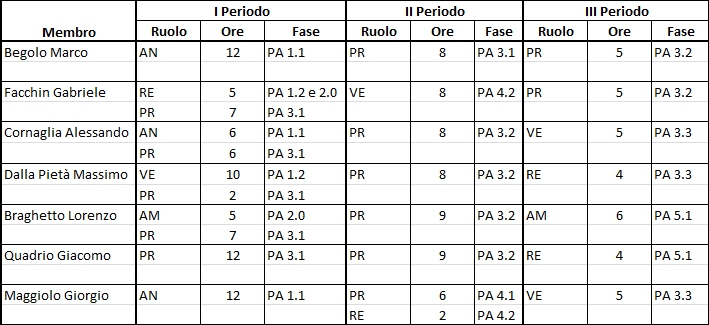 I Periodo II Periodo III Periodo
Membro Ruolo Ore Fase Ruolo Ore Fase Ruolo Ore Fase
Begolo Marco AN 12 PA 1.1 PR 8 PA 3.1 PR 5 PA 3.2
Facchin Gabriele RE 5 PA 1.2 e 2.0 VE 8 PA 4.2 PR 5 PA 3.2
PR 7 PA 3.1
Cornaglia Alessando AN 6 PA 1.1 PR 8 PA 3.2 VE 5 PA 3.3
PR 6 PA 3.1
Dalla Pietà Massimo VE 10 PA 1.2 PR 8 PA 3.2 RE 4 PA 3.3
PR 2 PA 3.1
Braghetto Lorenzo AM 5 PA 2.0 PR 9 PA 3.2 AM 6 PA 5.1
PR 7 PA 3.1
Quadrio Giacomo PR 12 PA 3.1 PR 9 PA 3.2 RE 4 PA 5.1
Maggiolo Giorgio AN 12 PA 1.1 PR 6 PA 4.1 VE 5 PA 3.3
RE 2 PA 4.2